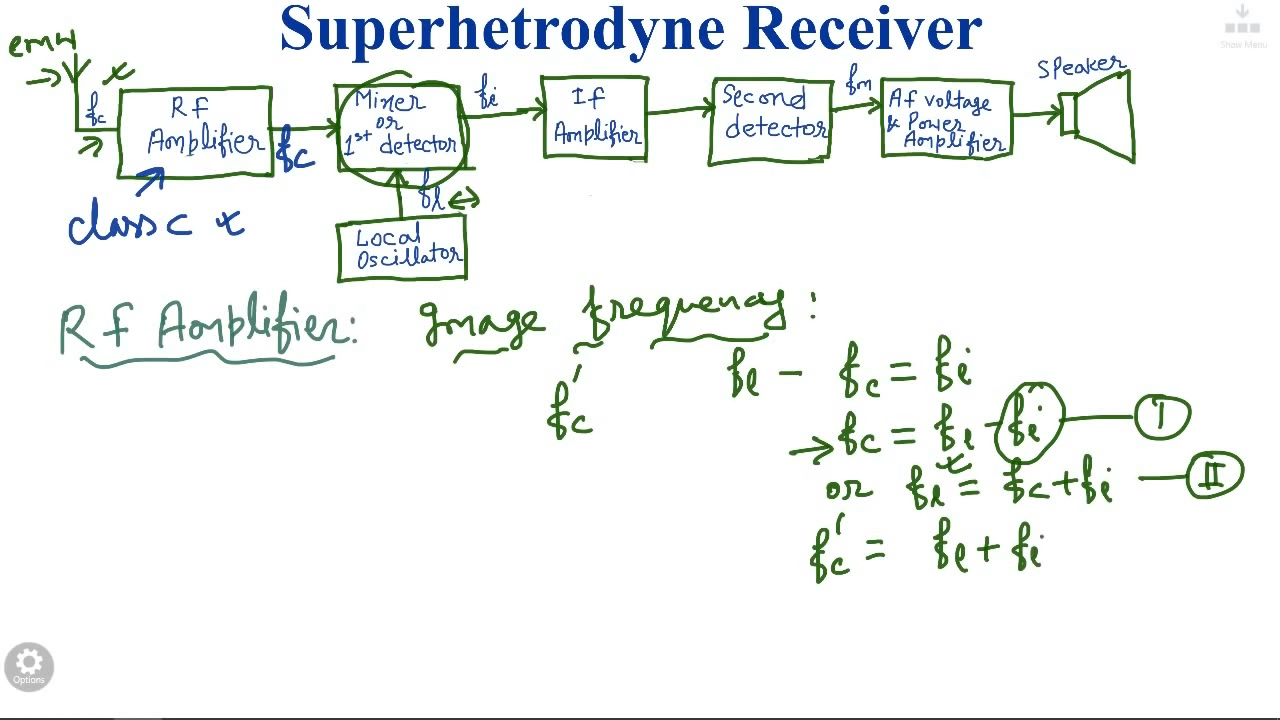 Superhetrodyne Receiver
Show Menu
emw
fc
Rf
Amplifier
fc
Mixer
or
1st detector
fi
If
Amplifier
Second
detector
fm
Af voltage
& Power
Amplifier
Speaker
fl
Local
Oscillator
class C
Rf Amplifier:
Image frequency:
fc'
fl - fc = fi
fc = fl - fi I
or fl = fc + fi II
fc' = fl + fi
Options